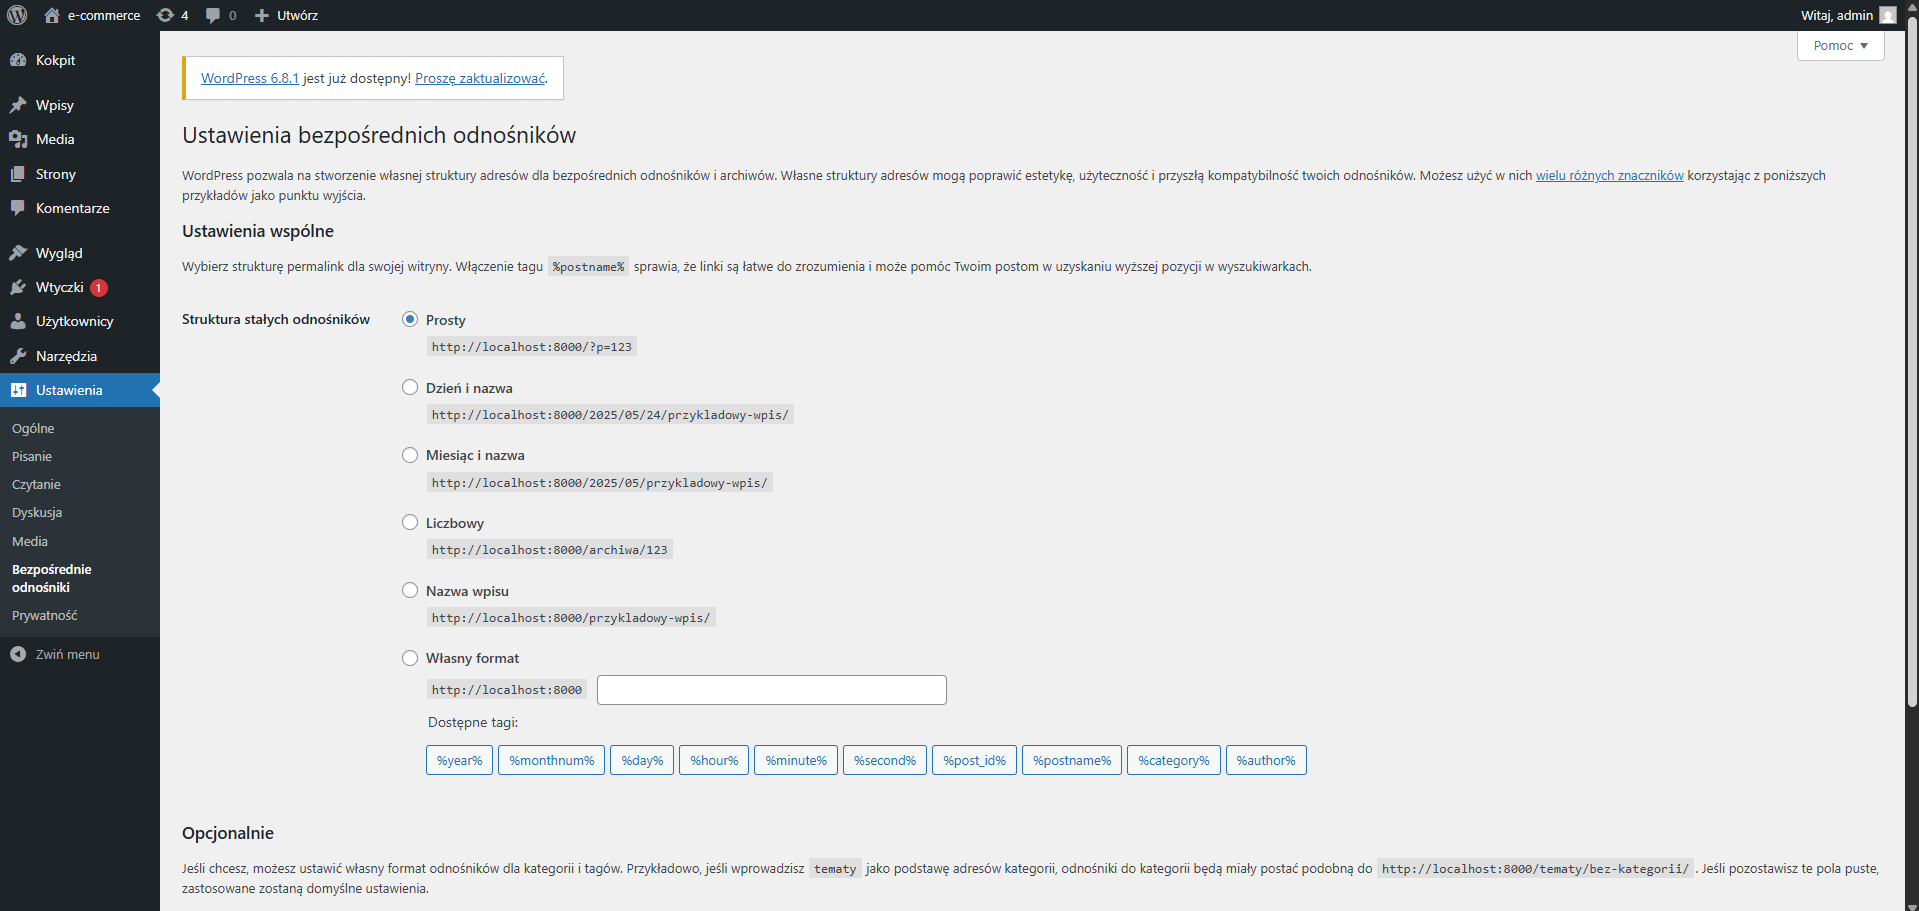 e-commerce 4 0 Utwórz Witaj, admin
Pomoc
Kokpit
Wpisy
Media
Strony
Komentarze
Wygląd
Wtyczki 1
Użytkownicy
Narzędzia
Ustawienia
Ogólne
Pisanie
Czytanie
Dyskusja
Media
Bezpośrednie
odnośniki
Prywatność
Zwiń menu
WordPress 6.8.1 jest już dostępny! Proszę zaktualizować.
Ustawienia bezpośrednich odnośników
WordPress pozwala na stworzenie własnej struktury adresów dla bezpośrednich odnośników i archiwów. Własne struktury adresów mogą poprawić estetykę, użyteczność i przyszłą kompatybilność twoich odnośników. Możesz użyć w nich wielu różnych znaczników korzystając z poniższych
przykładów jako punktu wyjścia.
Ustawienia wspólne
Wybierz strukturę permalink dla swojej witryny. Włączenie tagu %postname% sprawia, że linki są łatwe do zrozumienia i może pomóc Twoim postom w uzyskaniu wyższej pozycji w wyszukiwarkach.
Struktura stałych odnośników
Prosty
http://localhost:8000/?p=123
Dzień i nazwa
http://localhost:8000/2025/05/24/przykladowy-wpis/
Miesiąc i nazwa
http://localhost:8000/2025/05/przykladowy-wpis/
Liczbowy
http://localhost:8000/archiwa/123
Nazwa wpisu
http://localhost:8000/przykladowy-wpis/
Własny format
http://localhost:8000
Dostępne tagi:
%year% %monthnum% %day% %hour% %minute% %second% %post_id% %postname% %category% %author%
Opcjonalnie
Jeśli chcesz, możesz ustawić własny format odnośników dla kategorii i tagów. Przykładowo, jeśli wprowadzisz tematy jako podstawę adresów kategorii, odnośniki do kategorii będą miały postać podobną do http://localhost:8000/tematy/bez-kategorii/ . Jeśli pozostawisz te pola puste,
zastosowane zostaną domyślne ustawienia.